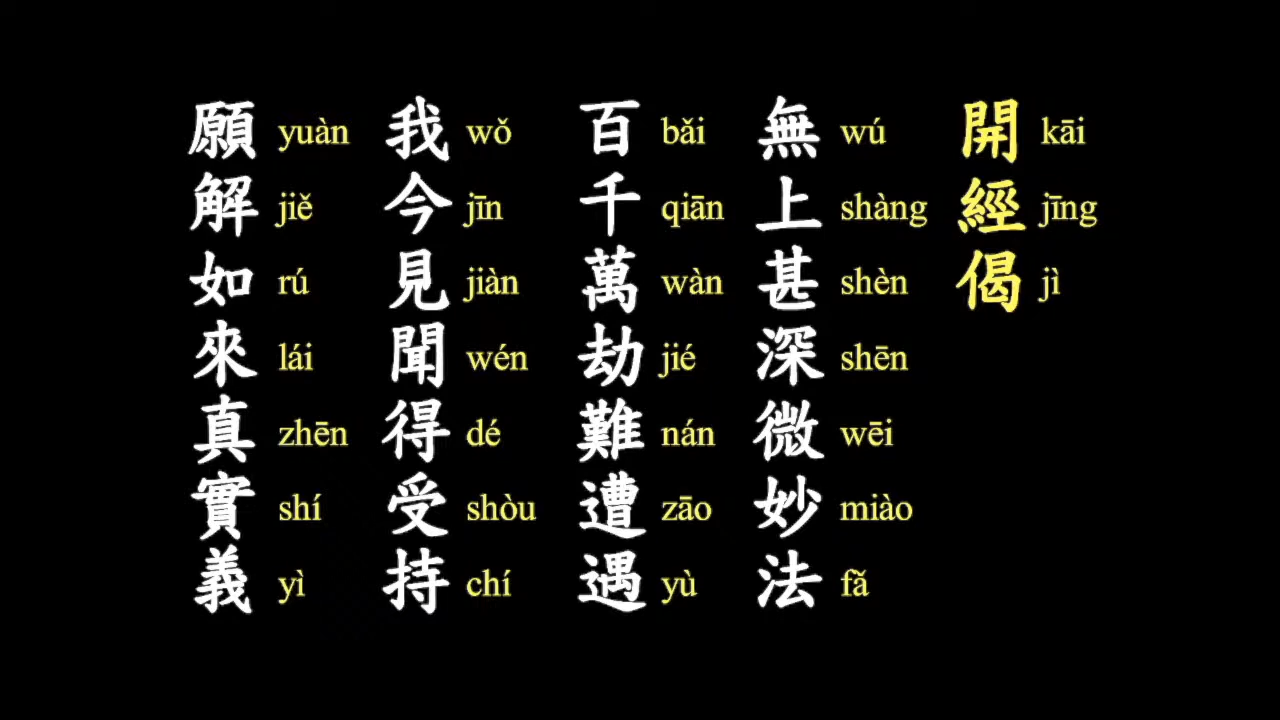 開 kāi
經 jīng
偈 jì
無 wú
上 shàng
甚 shèn
深 shēn
微 wēi
妙 miào
法 fǎ
百 bǎi
千 qiān
萬 wàn
劫 jié
難 nán
遭 zāo
遇 yù
我 wǒ
今 jīn
見 jiàn
聞 wén
得 dé
受 shòu
持 chí
願 yuàn
解 jiě
如 rú
來 lái
真 zhēn
實 shí
義 yì